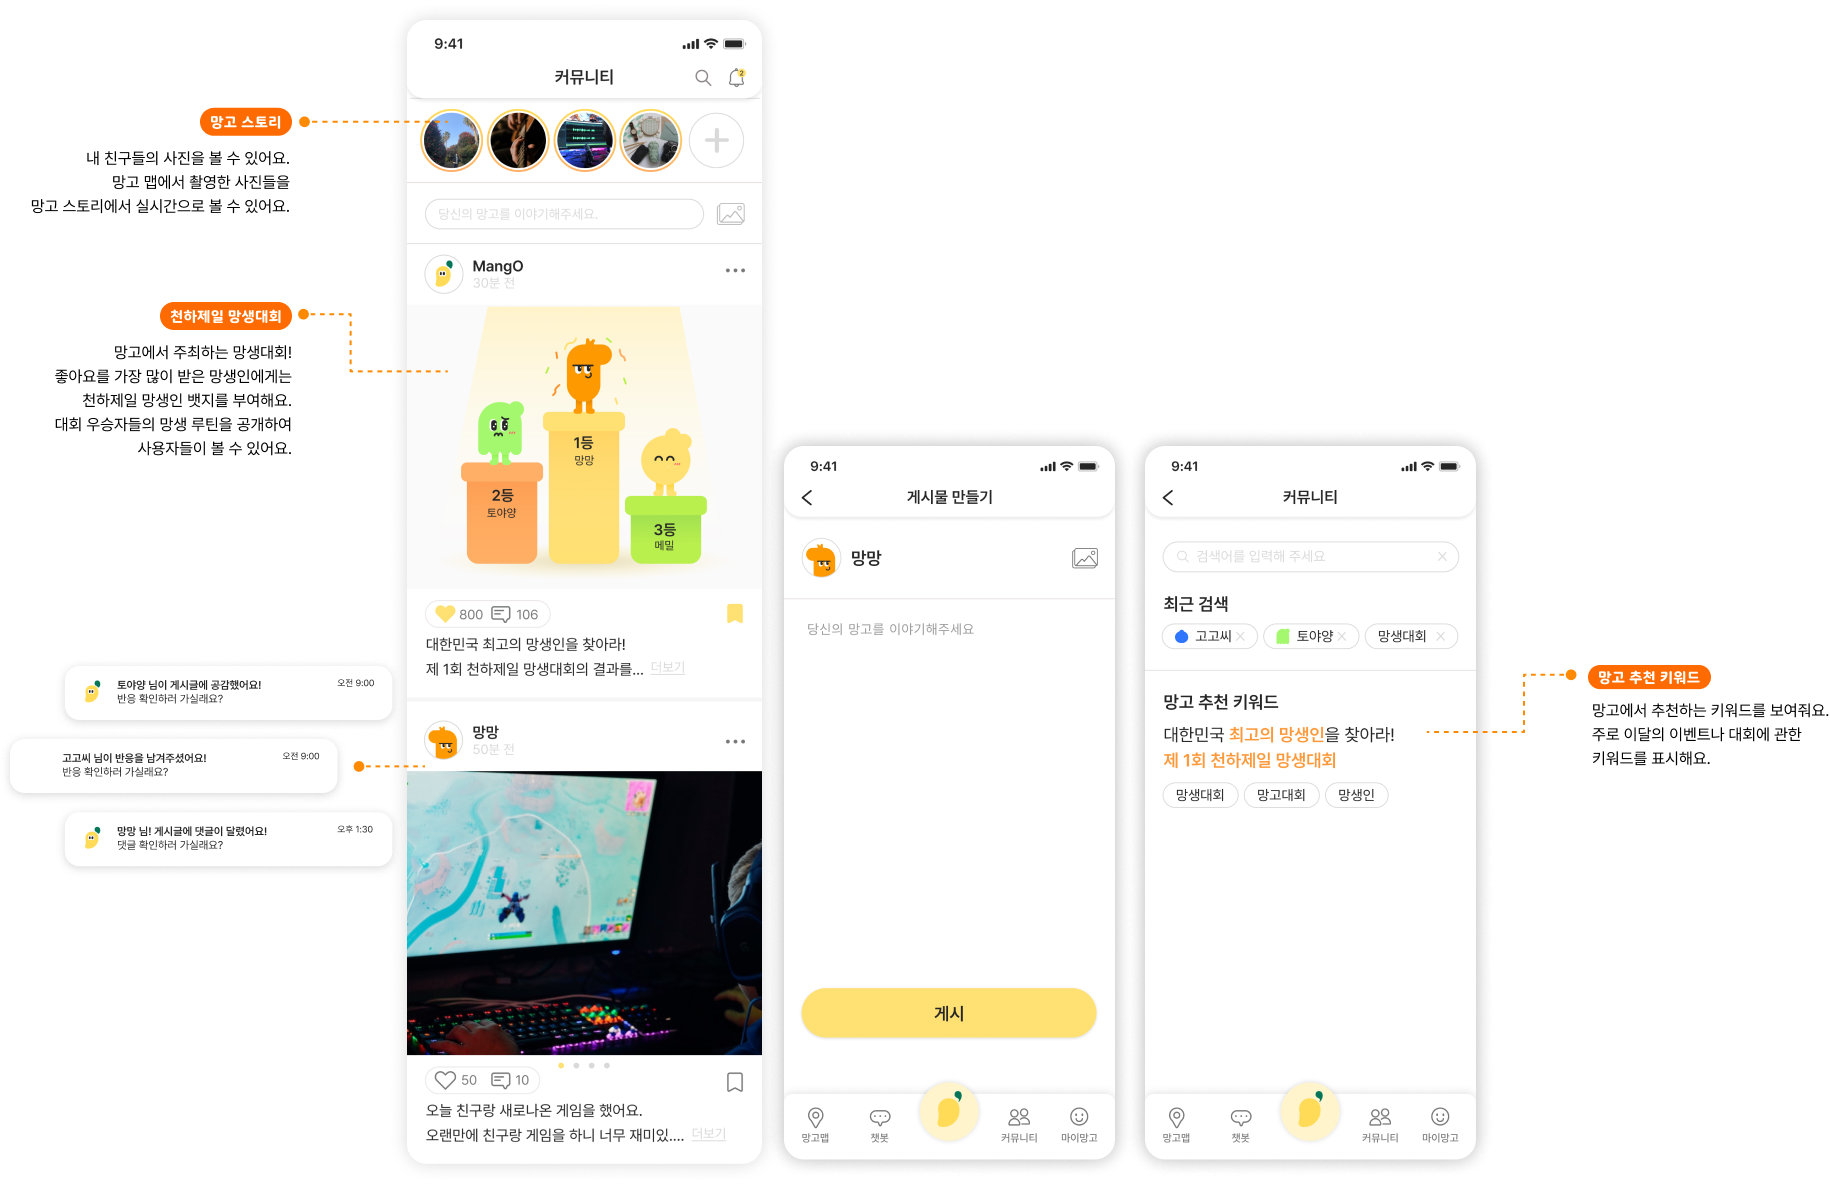 망고 스토리
내 친구들의 사진을 볼 수 있어요.
망고 맵에서 촬영한 사진들을
망고 스토리에서 실시간으로 볼 수 있어요.
천하제일 망생대회
망고에서 주최하는 망생대회!
좋아요를 가장 많이 받은 망생인에게는
천하제일 망생인 뱃지를 부여해요.
대회 우승자들의 망생 루틴을 공개하여
사용자들이 볼 수 있어요.
토야양 님이 게시글에 공감했어요!
오전 9:00
반응 확인하러 가실래요?
고고씨 님이 반응을 남겨주셨어요!
오전 9:00
반응 확인하러 가실래요?
망망 님! 게시글에 댓글이 달렸어요!
오후 1:30
댓글 확인하러 가실래요?
9:41
커뮤니티
2
당신의 망고를 이야기해주세요.
MangO
30분 전
1등
망망
2등
토야양
3등
메밀
800
106
대한민국 최고의 망생인을 찾아라!
제 1회 천하제일 망생대회의 결과를... 더보기
망망
50분 전
50
10
오늘 친구랑 새로나온 게임을 했어요.
오랜만에 친구랑 게임을 하니 너무 재미있.... 더보기
9:41
게시물 만들기
망망
당신의 망고를 이야기해주세요
게시
망고맵
챗봇
커뮤니티
마이망고
9:41
커뮤니티
검색어를 입력해 주세요
최근 검색
고고씨
토야양
망생대회
망고 추천 키워드
대한민국 최고의 망생인을 찾아라!
제 1회 천하제일 망생대회
망생대회
망고대회
망생인
망고맵
챗봇
커뮤니티
마이망고
망고 추천 키워드
망고에서 추천하는 키워드를 보여줘요.
주로 이달의 이벤트나 대회에 관한
키워드를 표시해요.